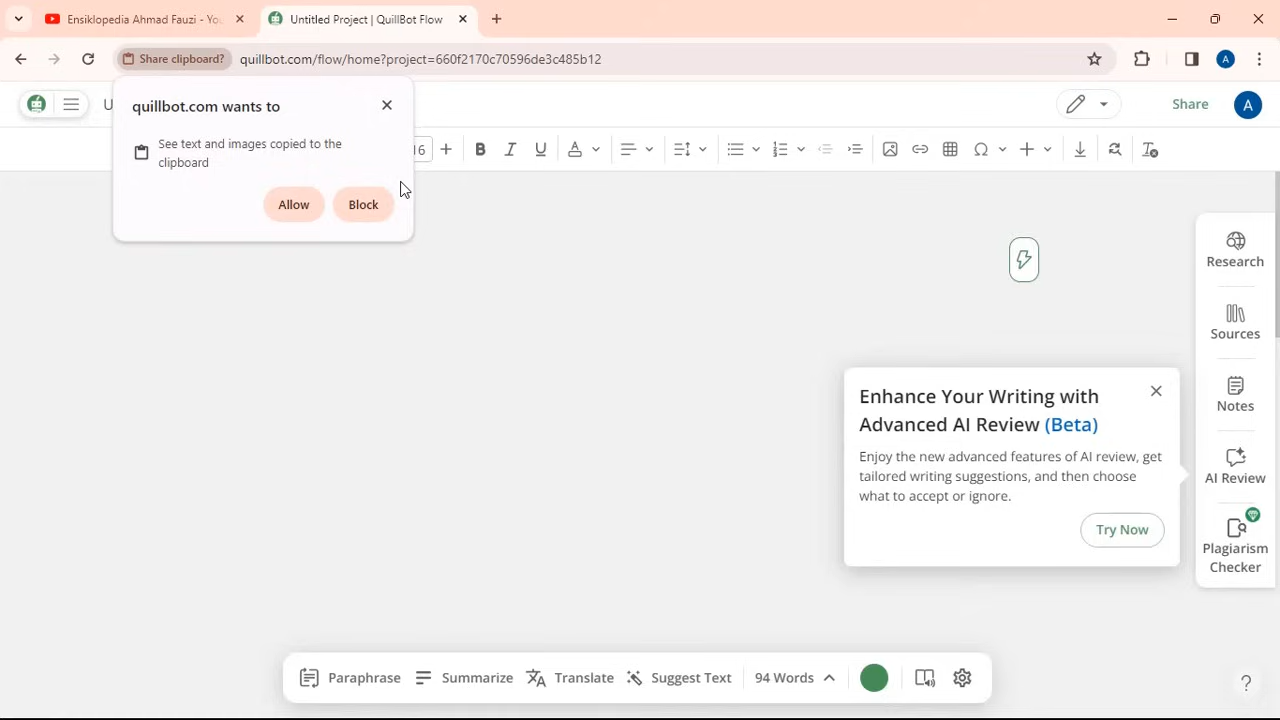 Ensiklopedia Ahmad Fauzi - You
Untitled Project | QuillBot Flow
Share clipboard?
quillbot.com/flow/home?project=660f2170c70596de3c485b12
A
quillbot.com wants to
See text and images copied to the
clipboard
Allow
Block
U
Share
A
16
B I U A
Research
Sources
Notes
AI Review
Plagiarism
Checker
Enhance Your Writing with
Advanced AI Review (Beta)
Enjoy the new advanced features of AI review, get
tailored writing suggestions, and then choose
what to accept or ignore.
Try Now
Paraphrase Summarize Translate Suggest Text 94 Words
?